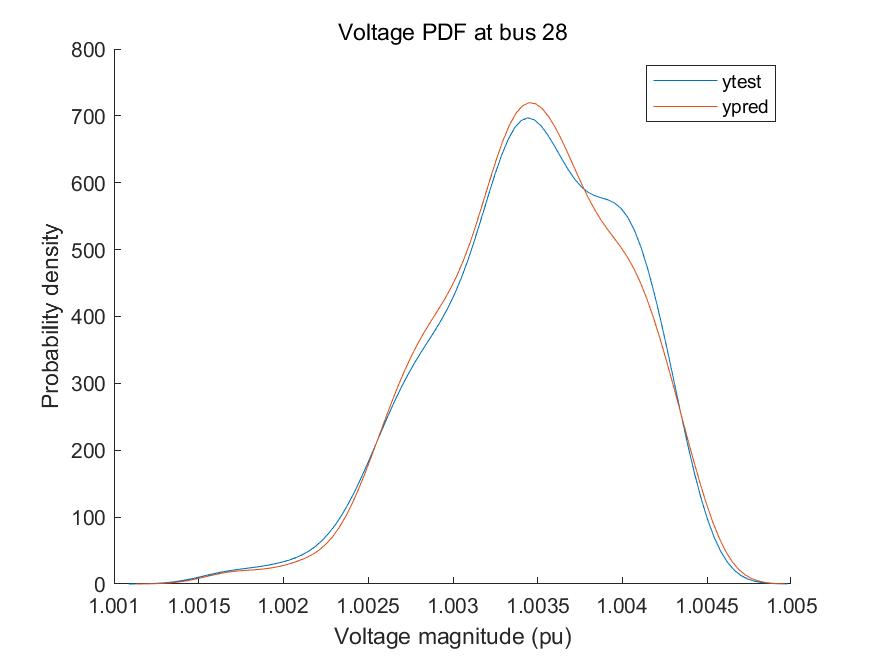 Voltage PDF at bus 28
800
700
600
500
400
300
200
100
0
Probability density
1.001 1.0015 1.002 1.0025 1.003 1.0035 1.004 1.0045 1.005
Voltage magnitude (pu)
ytest
ypred